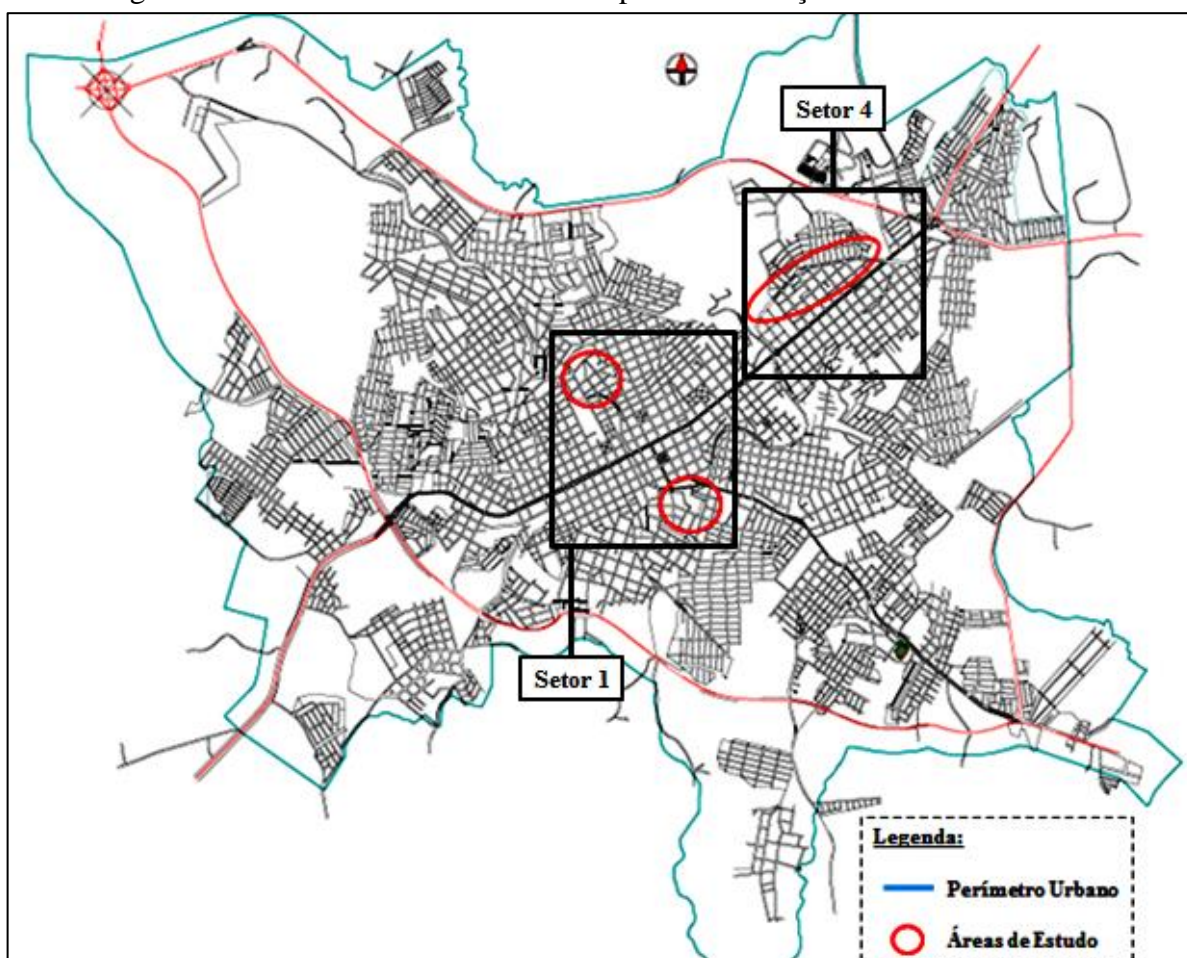 Setor 4
Setor 1
Legenda:
Perímetro Urbano
Áreas de Estudo